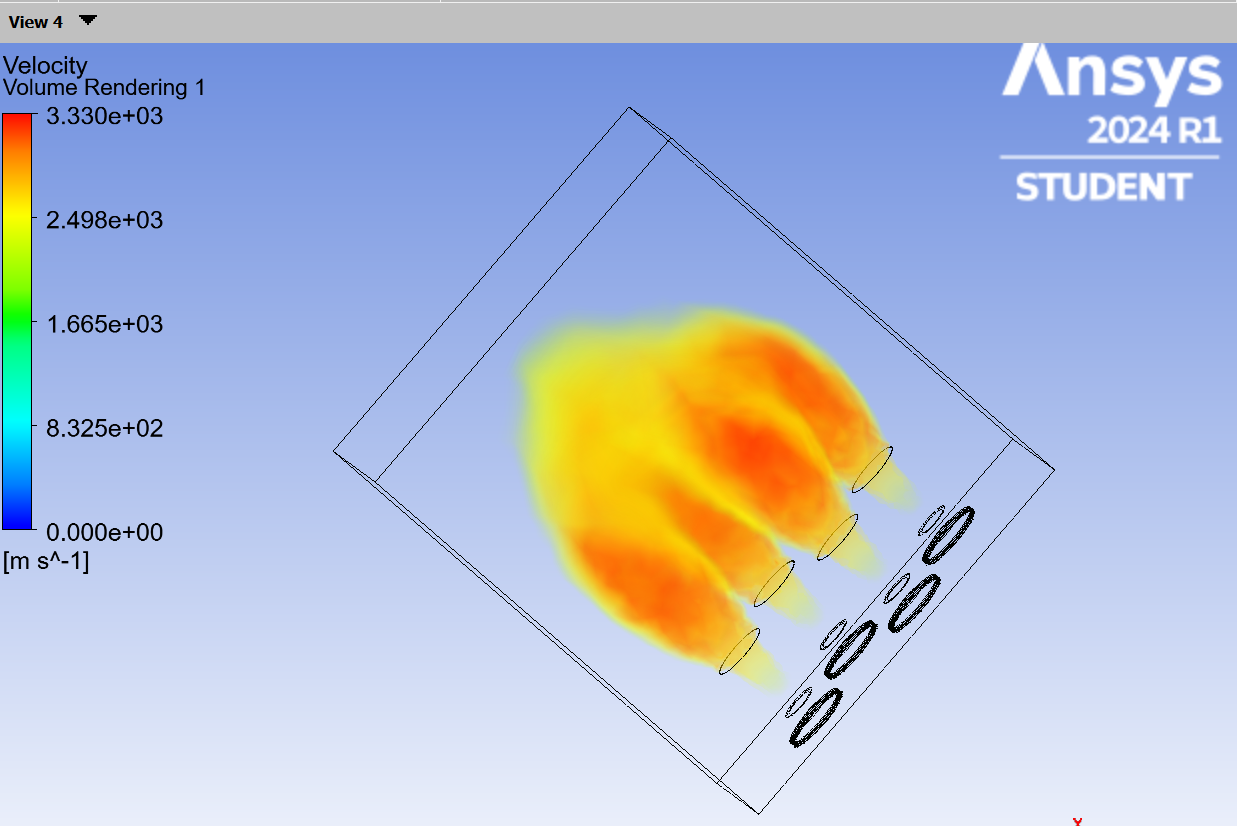 View 4
Velocity
Volume Rendering 1
3.330e+03
2.498e+03
1.665e+03
8.325e+02
0.000e+00
[m s^-1]
Ansys
2024 R1
STUDENT
x